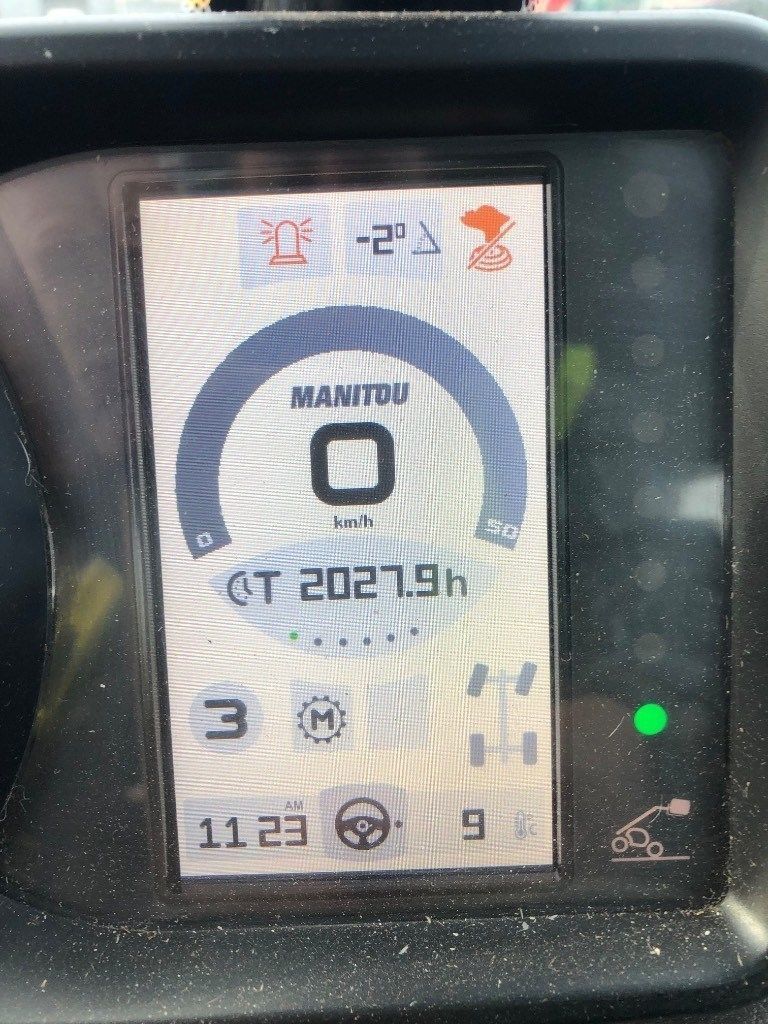 -2°
MANITOU
0
km/h
0
50
T 2027.9h
3
M
AM
11 23
9
°C